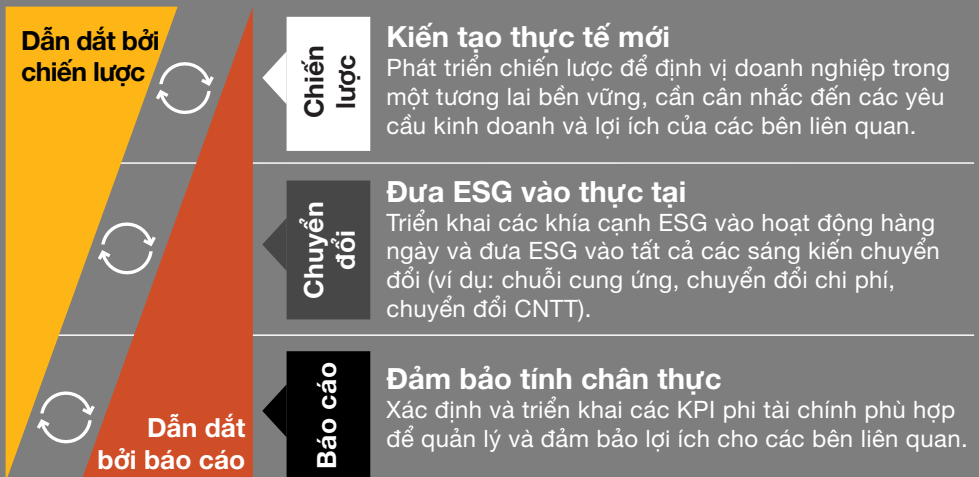 Dẫn dắt bởi
chiến lược
Chiến
lược
Kiến tạo thực tế mới
Phát triển chiến lược để định vị doanh nghiệp trong
một tương lai bền vững, cần cân nhắc đến các yêu
cầu kinh doanh và lợi ích của các bên liên quan.
Chuyển
đổi
Đưa ESG vào thực tại
Triển khai các khía cạnh ESG vào hoạt động hàng
ngày và đưa ESG vào tất cả các sáng kiến chuyển
đổi (ví dụ: chuỗi cung ứng, chuyển đổi chi phí,
chuyển đổi CNTT).
Báo cáo
Đảm bảo tính chân thực
Xác định và triển khai các KPI phi tài chính phù hợp
để quản lý và đảm bảo lợi ích cho các bên liên quan.
Dẫn dắt
bởi báo cáo